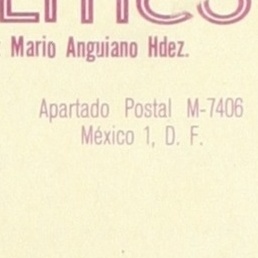 Mario Anguiano Hdez.
Apartado Postal M-7406
México 1, D. F.